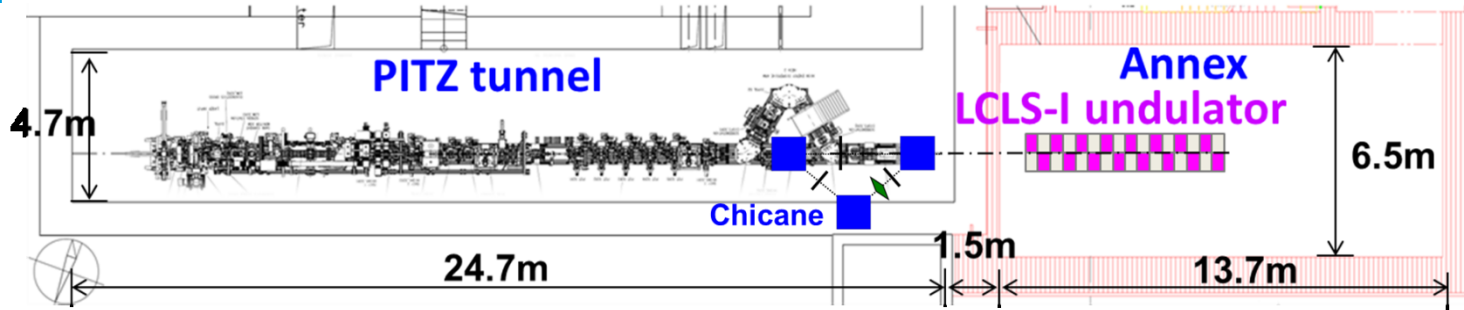 PITZ tunnel
Annex
LCLS-I undulator
4.7m
6.5m
Chicane
1.5m
24.7m
13.7m